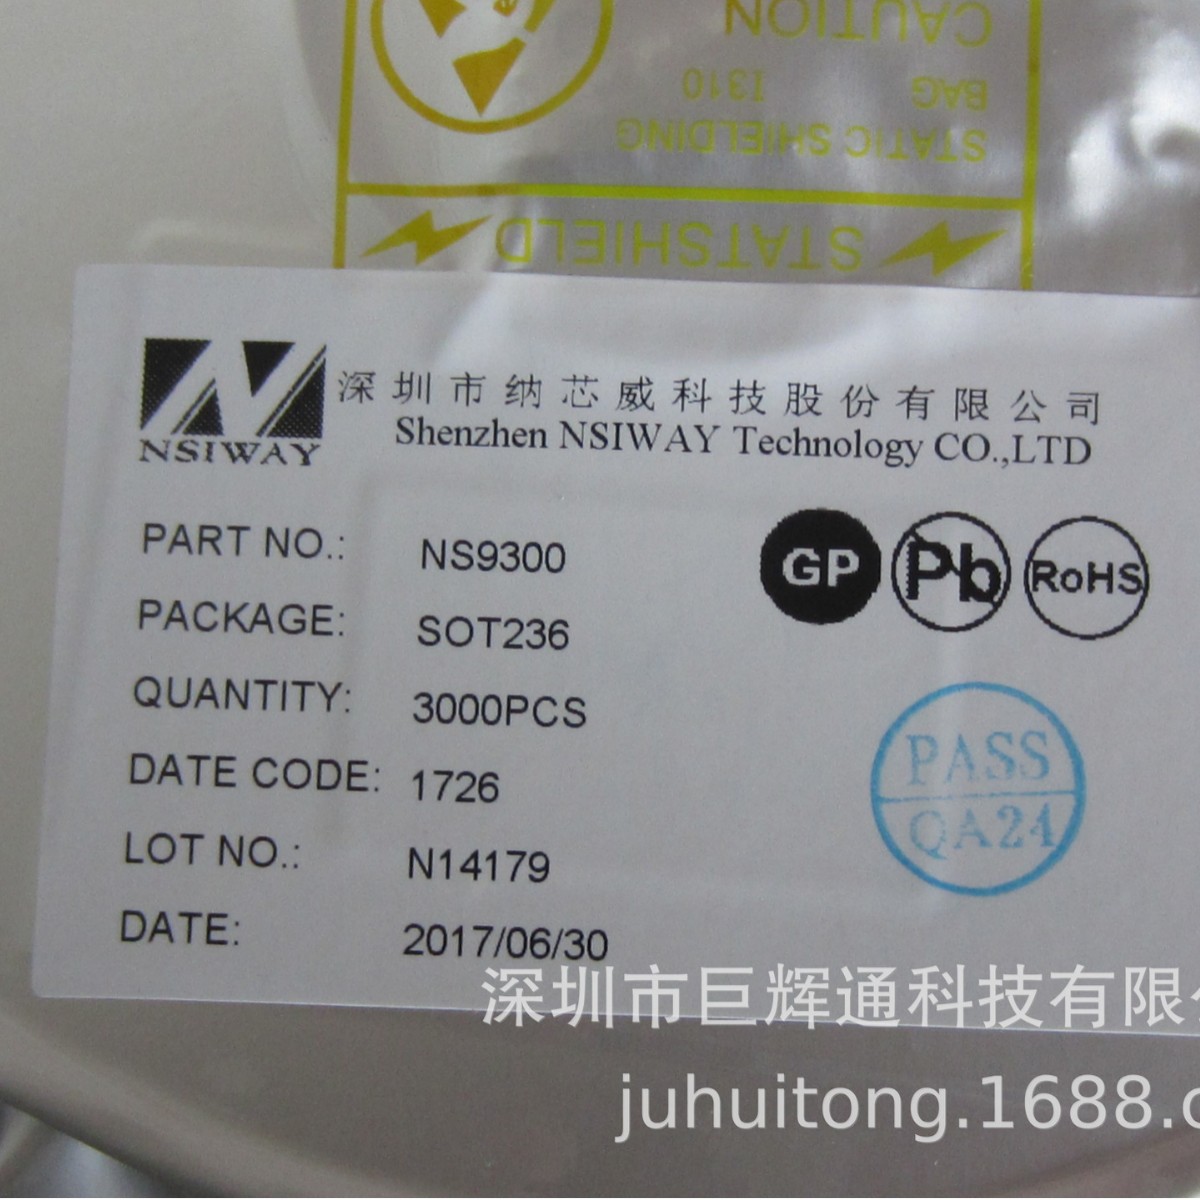 CAUTION
BAG 1310
STATIC SHIELDING
STATSHIELD
NSIWAY
深圳市纳芯威科技股份有限公司
Shenzhen NSIWAY Technology CO.,LTD
PART NO.: NS9300
PACKAGE: SOT236
QUANTITY: 3000PCS
DATE CODE: 1726
LOT NO.: N14179
DATE: 2017/06/30
GP Pb RoHS
PASS
QA24
深圳市巨辉通科技有限
juhuitong.1688.c